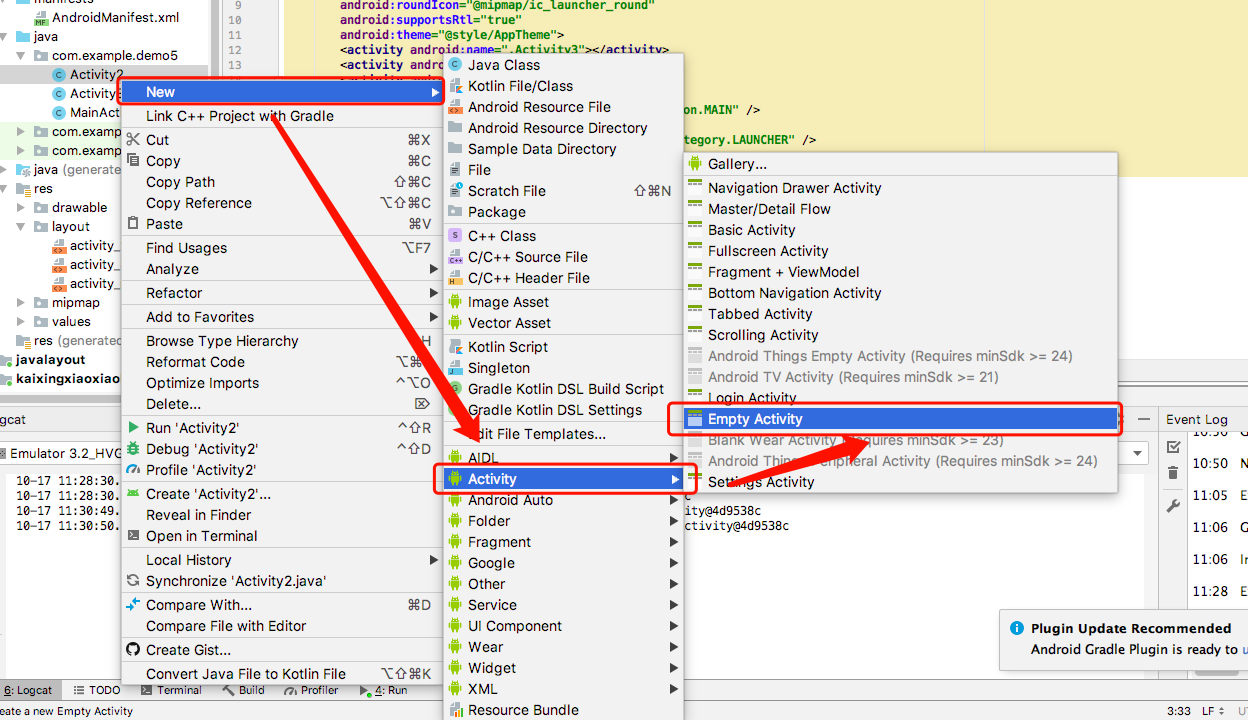 manifests
AndroidManifest.xml
java
com.example.demo5
Activity2
Activity
MainAct
com.examp
com.examp
java (generate
res
drawable
layout
activity_
activity_
activity_
mipmap
values
res (generated
javalayout
kaixingxiaoxiao
9
10
11
12
13
android:roundIcon="@mipmap/ic_launcher_round"
android:supportsRtl="true"
android:theme="@style/AppTheme">
<activity android:name=".Activity3"></activity>
<activity andro
on.MAIN" />
tegory.LAUNCHER" />
New
Link C++ Project with Gradle
Cut ⌘X
Copy ⌘C
Copy Path ⇧⌘C
Copy Reference ⌥⇧⌘C
Paste ⌘V
Find Usages ⌥F7
Analyze
Refactor
Add to Favorites
Browse Type Hierarchy H
Reformat Code ⌥⌘
Optimize Imports ^⌥O
Delete... ⌦
Run 'Activity2' ^⇧R
Debug 'Activity2' ^⇧D
Profile 'Activity2'
Create 'Activity2'...
Reveal in Finder
Open in Terminal
Local History
Synchronize 'Activity2.java'
Compare With... ⌘D
Compare File with Editor
Create Gist...
Convert Java File to Kotlin File ⌥⇧⌘K
Java Class
Kotlin File/Class
Android Resource File
Android Resource Directory
Sample Data Directory
File
Scratch File ⇧⌘N
Package
C++ Class
C/C++ Source File
C/C++ Header File
Image Asset
Vector Asset
Kotlin Script
Singleton
Gradle Kotlin DSL Build Script
Gradle Kotlin DSL Settings
Edit File Templates...
AIDL
Activity
Android Auto
Folder
Fragment
Google
Other
Service
UI Component
Wear
Widget
XML
Resource Bundle
Gallery...
Navigation Drawer Activity
Master/Detail Flow
Basic Activity
Fullscreen Activity
Fragment + ViewModel
Bottom Navigation Activity
Tabbed Activity
Scrolling Activity
Android Things Empty Activity (Requires minSdk >= 24)
Android TV Activity (Requires minSdk >= 21)
Login Activity
Empty Activity
Blank Wear Activity (Requires minSdk >= 23)
Android Things Peripheral Activity (Requires minSdk >= 24)
Settings Activity
gcat
Emulator 3.2_HVG
10-17 11:28:30.
10-17 11:28:30.
10-17 11:30:49. ity@4d9538c
10-17 11:30:50. ctivity@4d9538c
Event Log
10:50 N
11:05 E
11:06 G
11:06 In
11:28 E
Plugin Update Recommended
Android Gradle Plugin is ready to u
6: Logcat
TODO
Terminal
Build
Profiler
4: Run
eate a new Empty Activity
3:33 LF